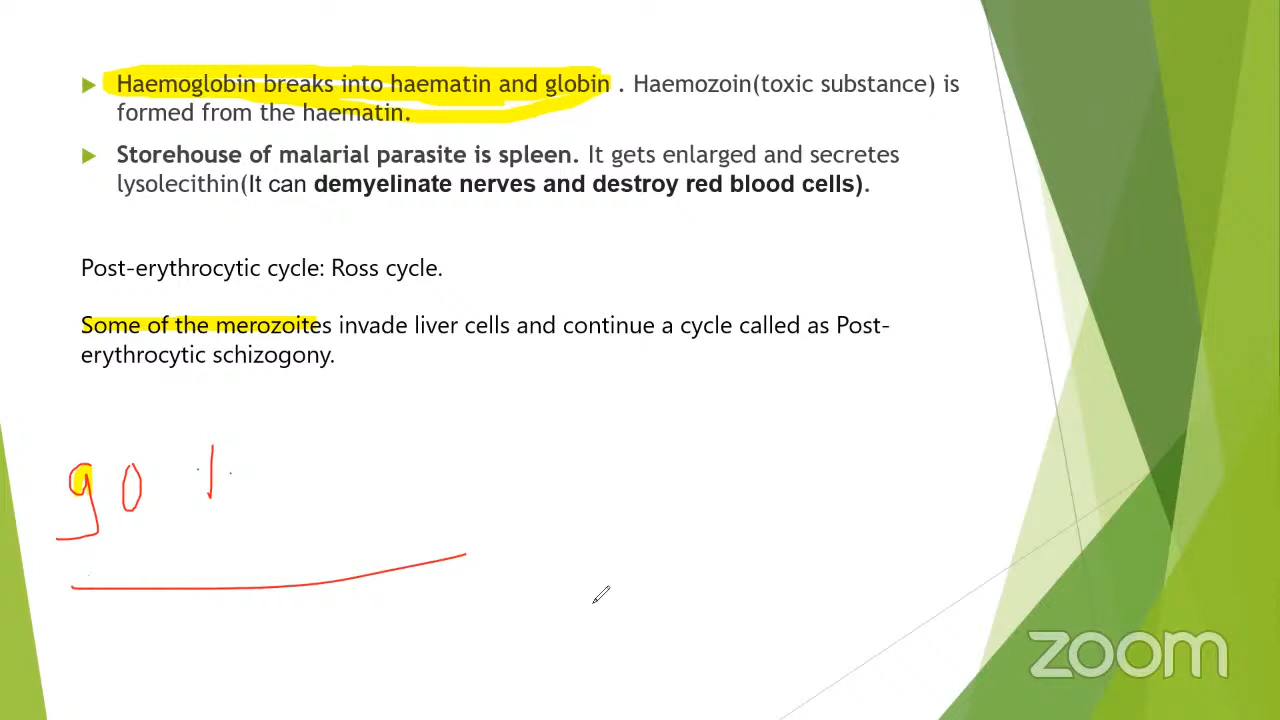 Haemoglobin breaks into haematin and globin . Haemozoin(toxic substance) is
formed from the haematin.
Storehouse of malarial parasite is spleen. It gets enlarged and secretes
lysolecithin(It can demyelinate nerves and destroy red blood cells).
Post-erythrocytic cycle: Ross cycle.
Some of the merozoites invade liver cells and continue a cycle called as Post-
erythrocytic schizogony.
90 %
zoom